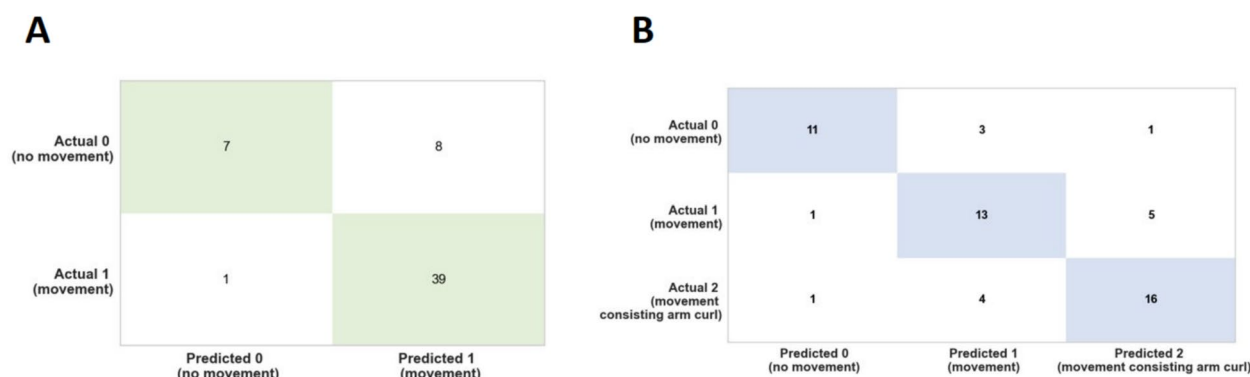 A
Actual 0
(no movement)
7
8
Actual 1
(movement)
1
39
Predicted 0
(no movement)
Predicted 1
(movement)
B
Actual 0
(no movement)
11
3
1
Actual 1
(movement)
1
13
5
Actual 2
(movement
consisting arm curl)
1
4
16
Predicted 0
(no movement)
Predicted 1
(movement)
Predicted 2
(movement consisting arm curl)